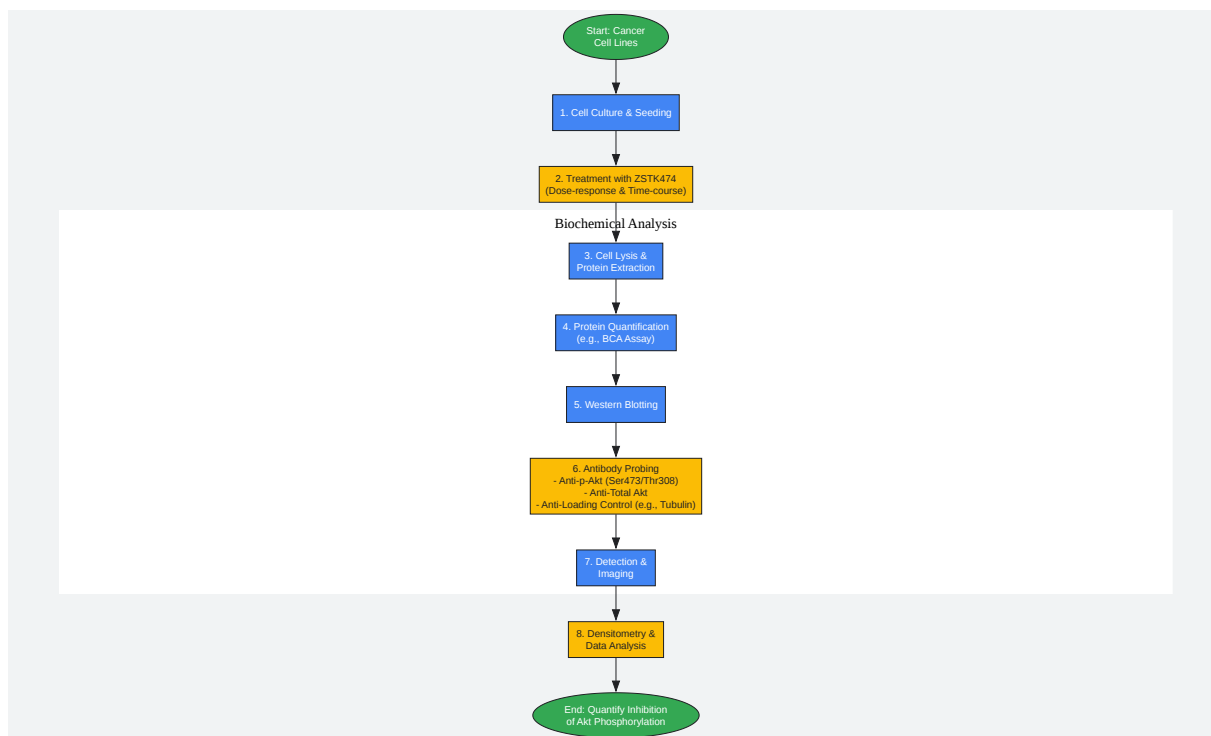 Start: Cancer
Cell Lines
1. Cell Culture & Seeding
2. Treatment with ZSTK474
(Dose-response & Time-course)
Biochemical Analysis
3. Cell Lysis &
Protein Extraction
4. Protein Quantification
(e.g., BCA Assay)
5. Western Blotting
6. Antibody Probing
- Anti-p-Akt (Ser473/Thr308)
- Anti-Total Akt
- Anti-Loading Control (e.g., Tubulin)
7. Detection &
Imaging
8. Densitometry &
Data Analysis
End: Quantify Inhibition
of Akt Phosphorylation